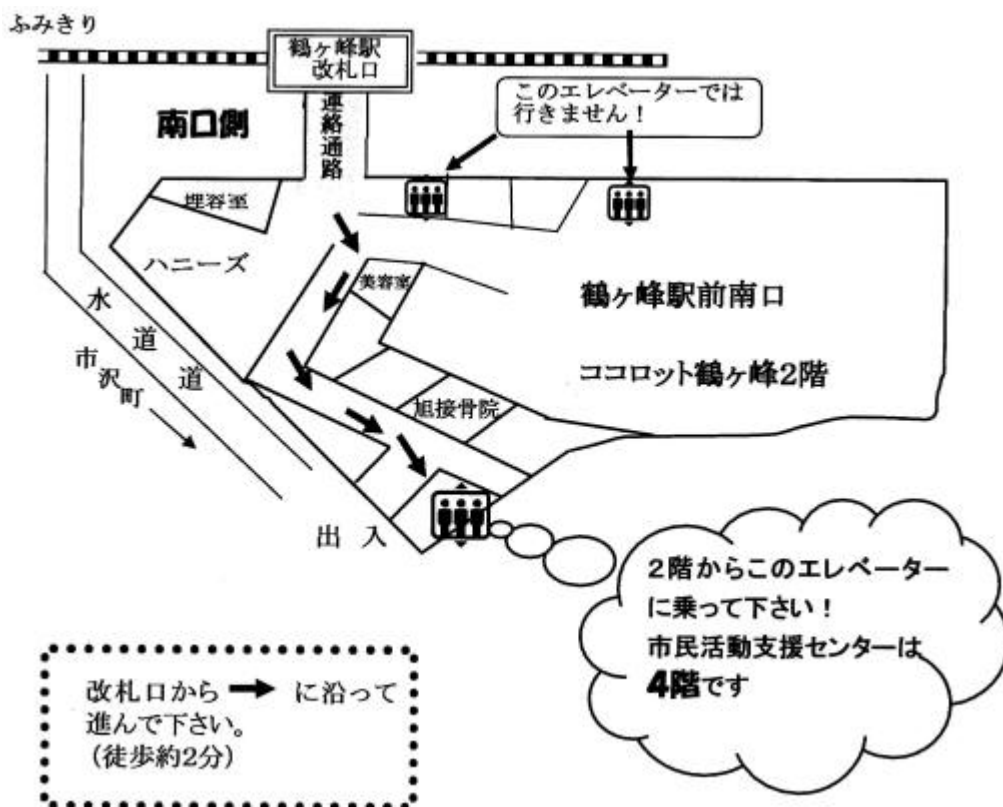 ふみきり
鶴ヶ峰駅
改札口
連絡通路
このエレベーターでは
行きません！
南口側
理容室
ハニーズ
美容室
鶴ヶ峰駅前南口
ココロット鶴ヶ峰2階
水道道
市沢町
旭接骨院
出入
2階からこのエレベーター
に乗って下さい！
市民活動支援センターは
4階です
改札口から に沿って
進んで下さい。
（徒歩約2分）